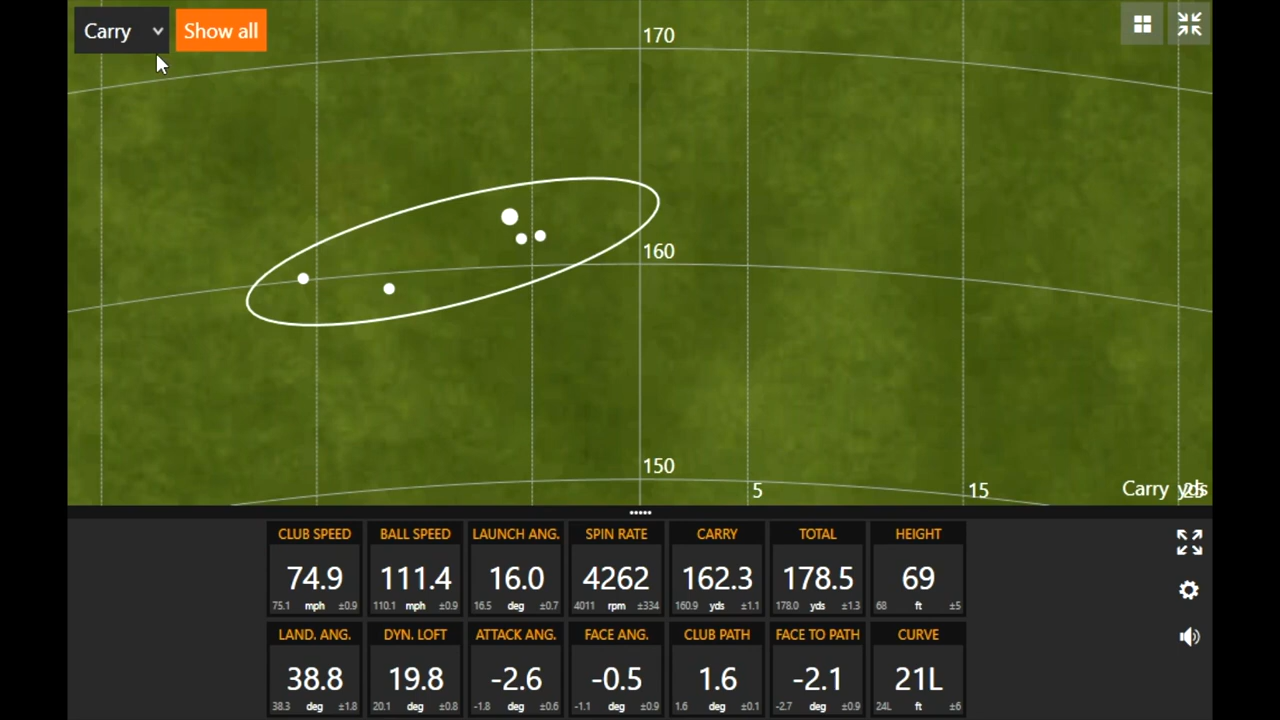 Carry Show all
170
160
150
5 15 25
Carry yds
CLUB SPEED BALL SPEED LAUNCH ANG. SPIN RATE CARRY TOTAL HEIGHT
74.9 111.4 16.0 4262 162.3 178.5 69
75.1 mph ±0.9 110.1 mph ±0.9 16.5 deg ±0.7 4011 rpm ±334 160.9 yds ±1.1 178.0 yds ±1.3 68 ft ±5
LAND. ANG. DYN. LOFT ATTACK ANG. FACE ANG. CLUB PATH FACE TO PATH CURVE
38.8 19.8 -2.6 -0.5 1.6 -2.1 21L
38.3 deg ±1.8 20.1 deg ±0.8 -1.8 deg ±0.6 -1.1 deg ±0.9 1.6 deg ±0.1 -2.7 deg ±0.9 24L ft ±6